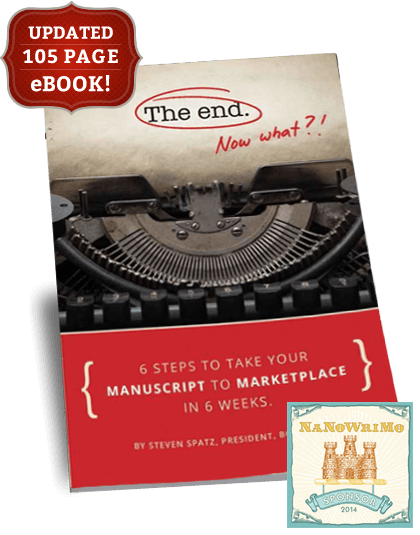 UPDATED
105 PAGE
eBOOK!
The end.
Now what?!
6 STEPS TO TAKE YOUR
MANUSCRIPT TO MARKETPLACE
IN 6 WEEKS.
BY STEVEN SPATZ, PRESIDENT,
NaNoWriMo
SPONSOR
2014